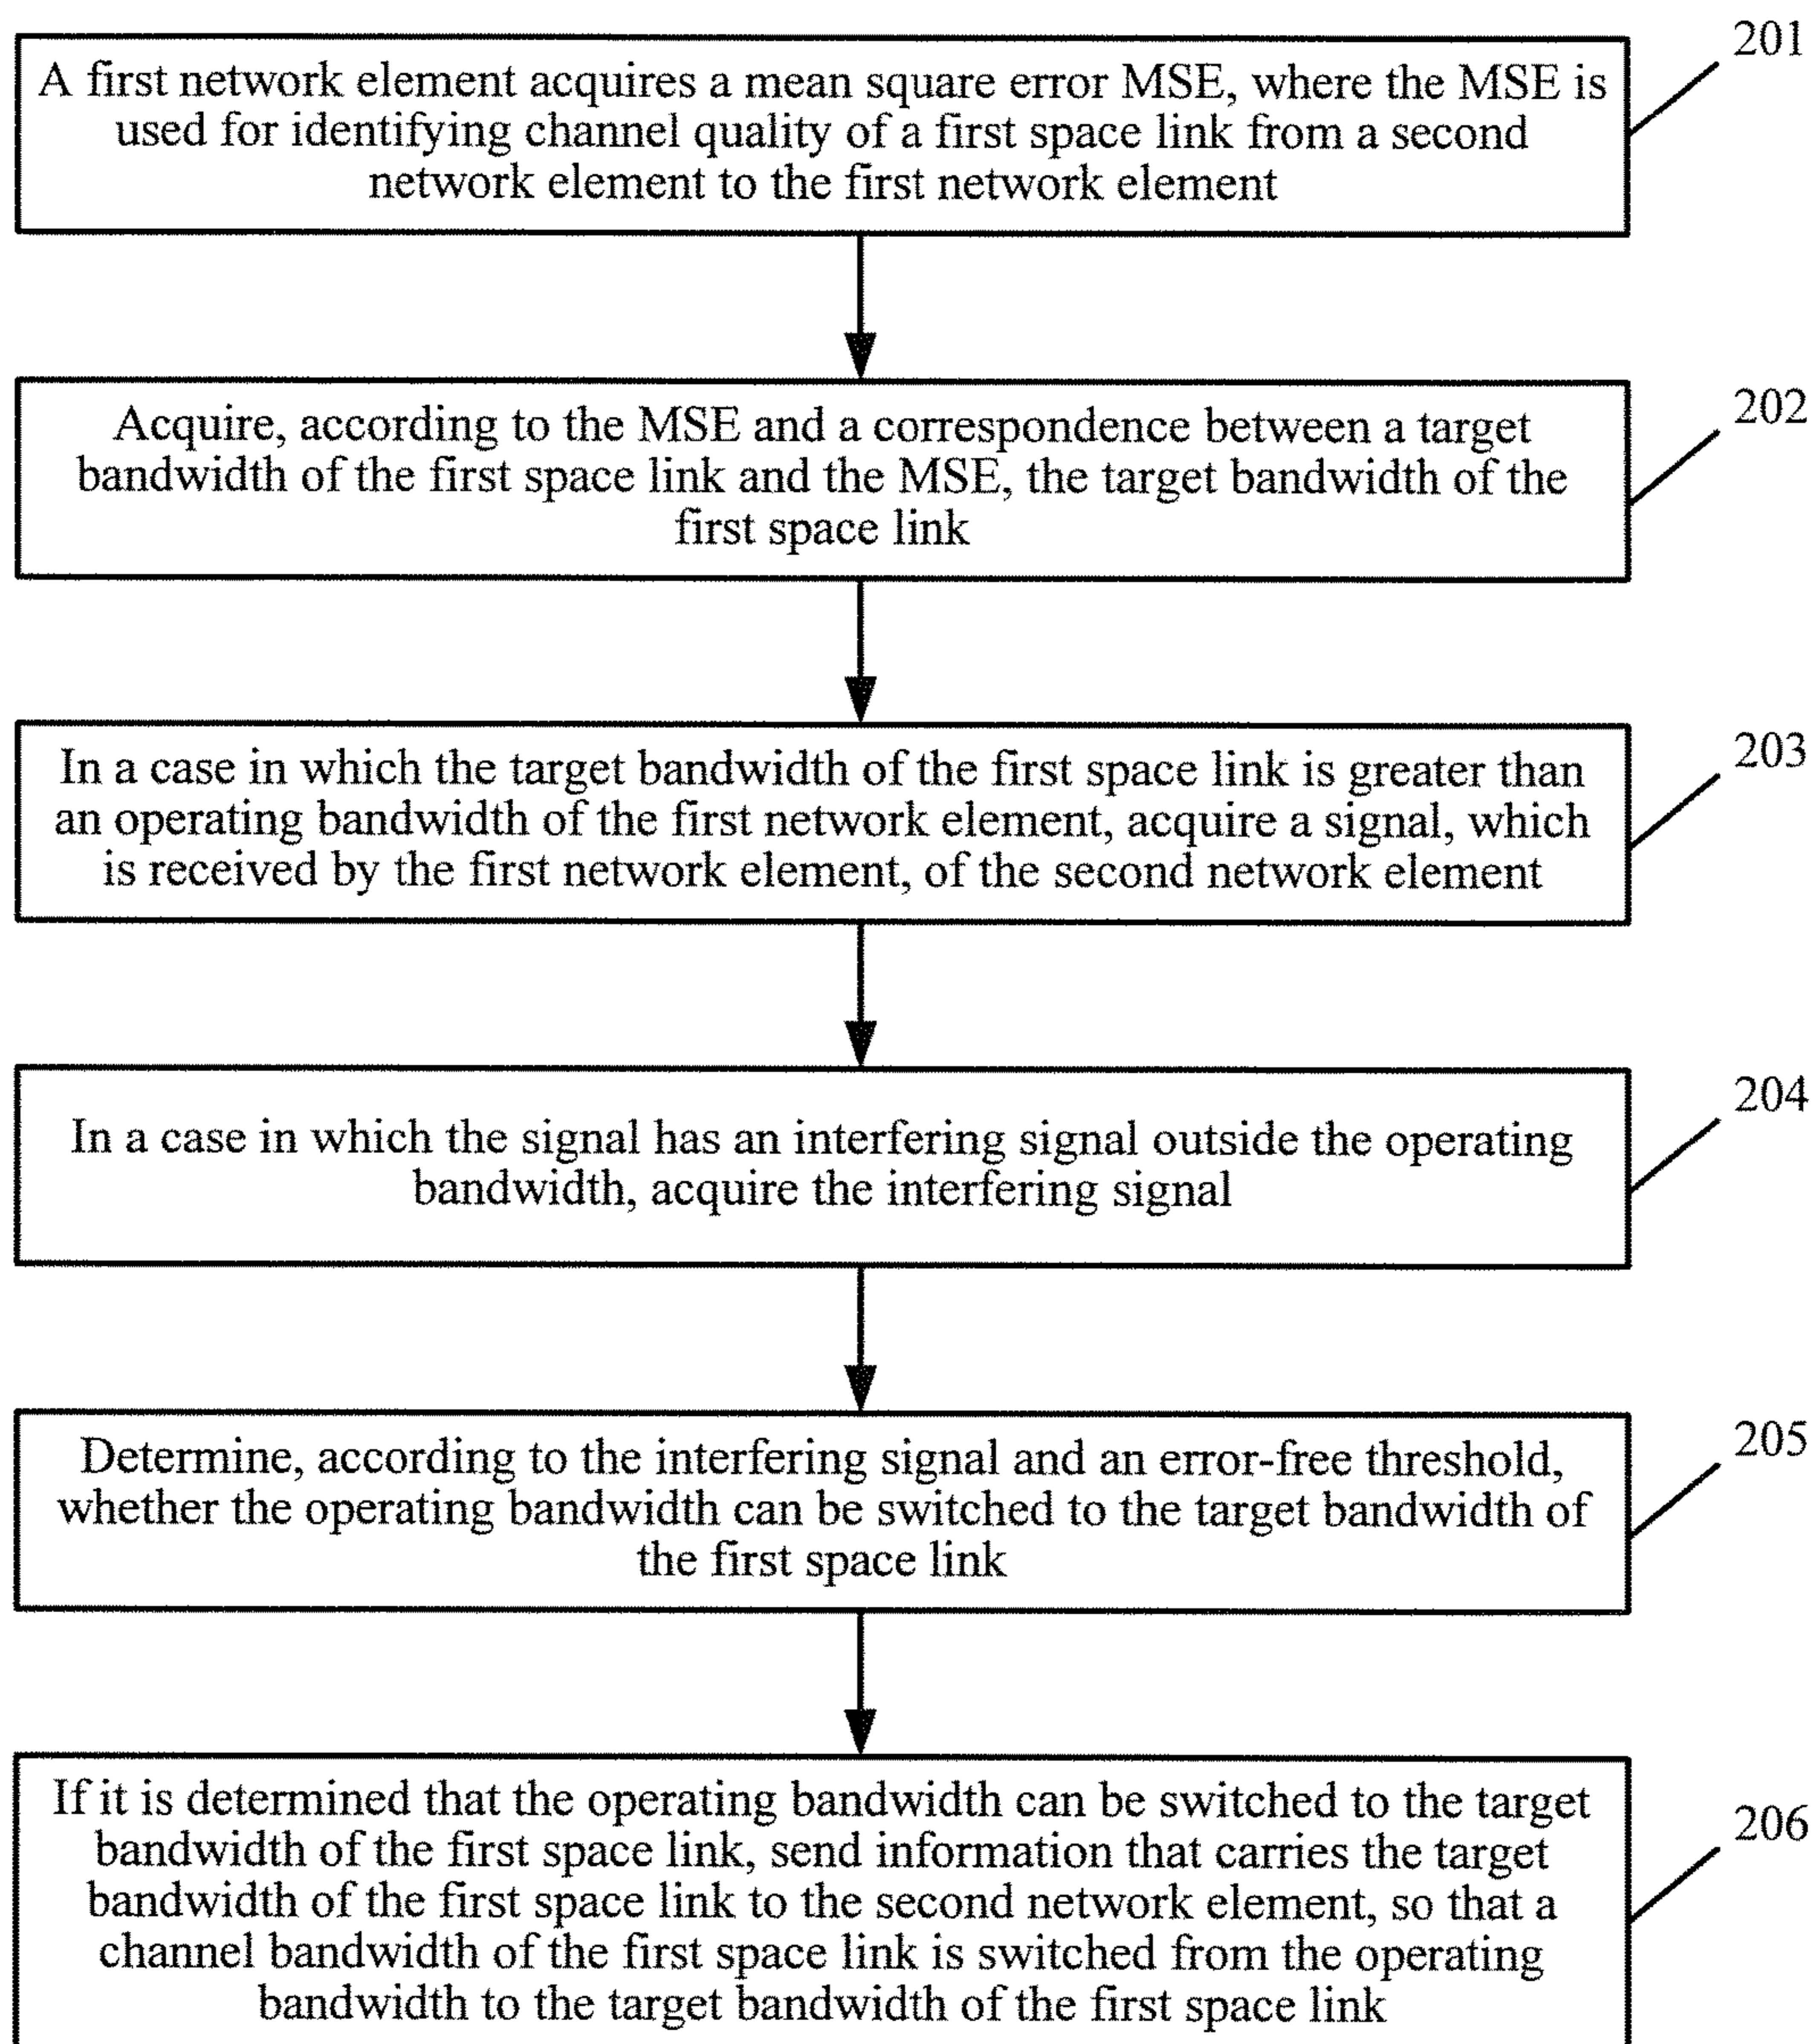 201
A first network element acquires a mean square error MSE, where the MSE is
used for identifying channel quality of a first space link from a second
network element to the first network element
202
Acquire, according to the MSE and a correspondence between a target
bandwidth of the first space link and the MSE, the target bandwidth of the
first space link
203
In a case in which the target bandwidth of the first space link is greater than
an operating bandwidth of the first network element, acquire a signal, which
is received by the first network element, of the second network element
204
In a case in which the signal has an interfering signal outside the operating
bandwidth, acquire the interfering signal
205
Determine, according to the interfering signal and an error-free threshold,
whether the operating bandwidth can be switched to the target bandwidth of
the first space link
206
If it is determined that the operating bandwidth can be switched to the target
bandwidth of the first space link, send information that carries the target
bandwidth of the first space link to the second network element, so that a
channel bandwidth of the first space link is switched from the operating
bandwidth to the target bandwidth of the first space link